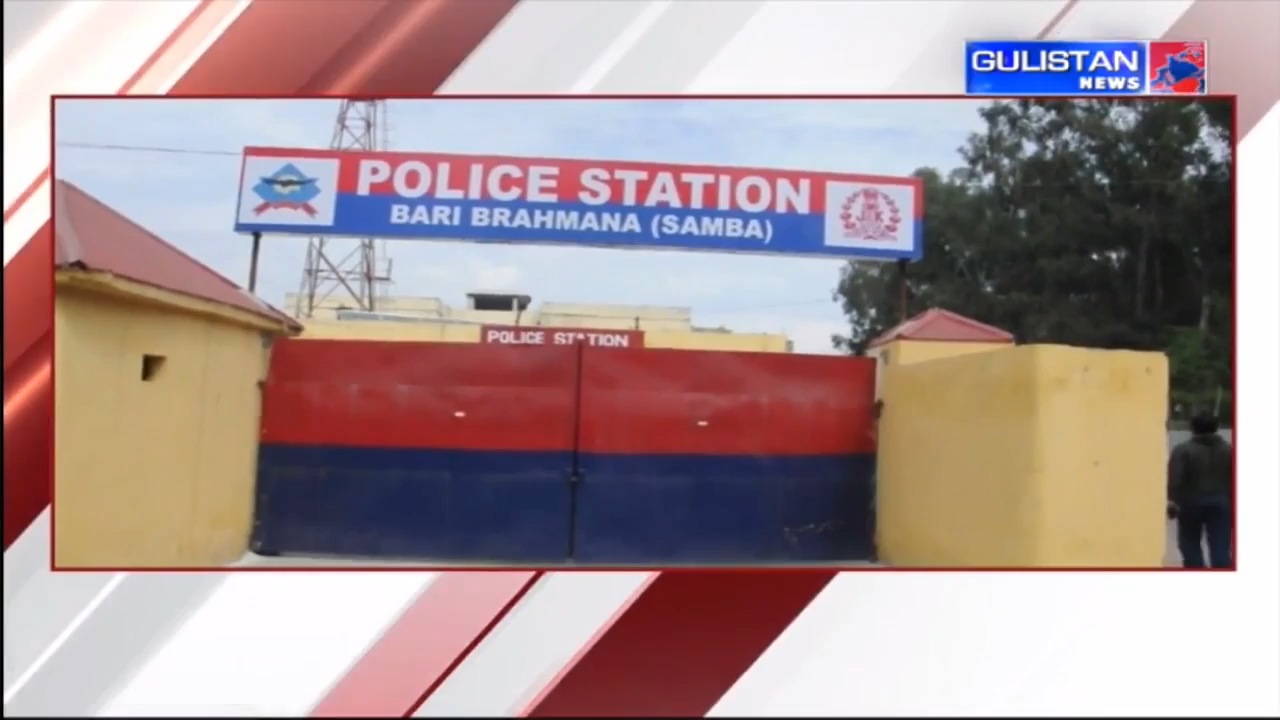 GULISTAN
NEWS
POLICE STATION
BARI BRAHMANA (SAMBA)
J&K
POLICE STATION